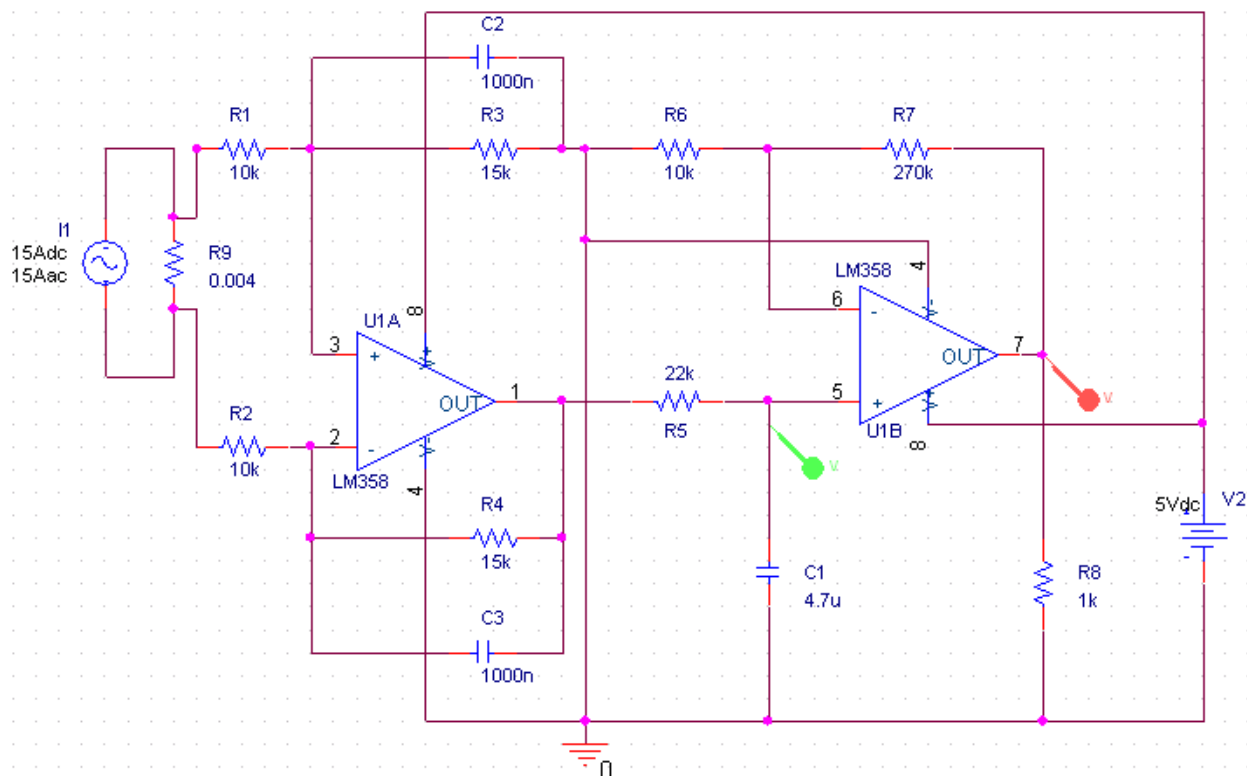 C2
1000n
R1
10k
R3
15k
R6
10k
R7
270k
I1
15Adc
15Aac
-
R9
0.004
LM358
4
6
-
U1A
8
3
+
OUT
7
V
22k
R5
5
+
U1B
8
OUT
1
R2
10k
2
-
LM358
4
V
5Vdc
V2
-
R4
15k
C1
4.7u
R8
1k
C3
1000n
0